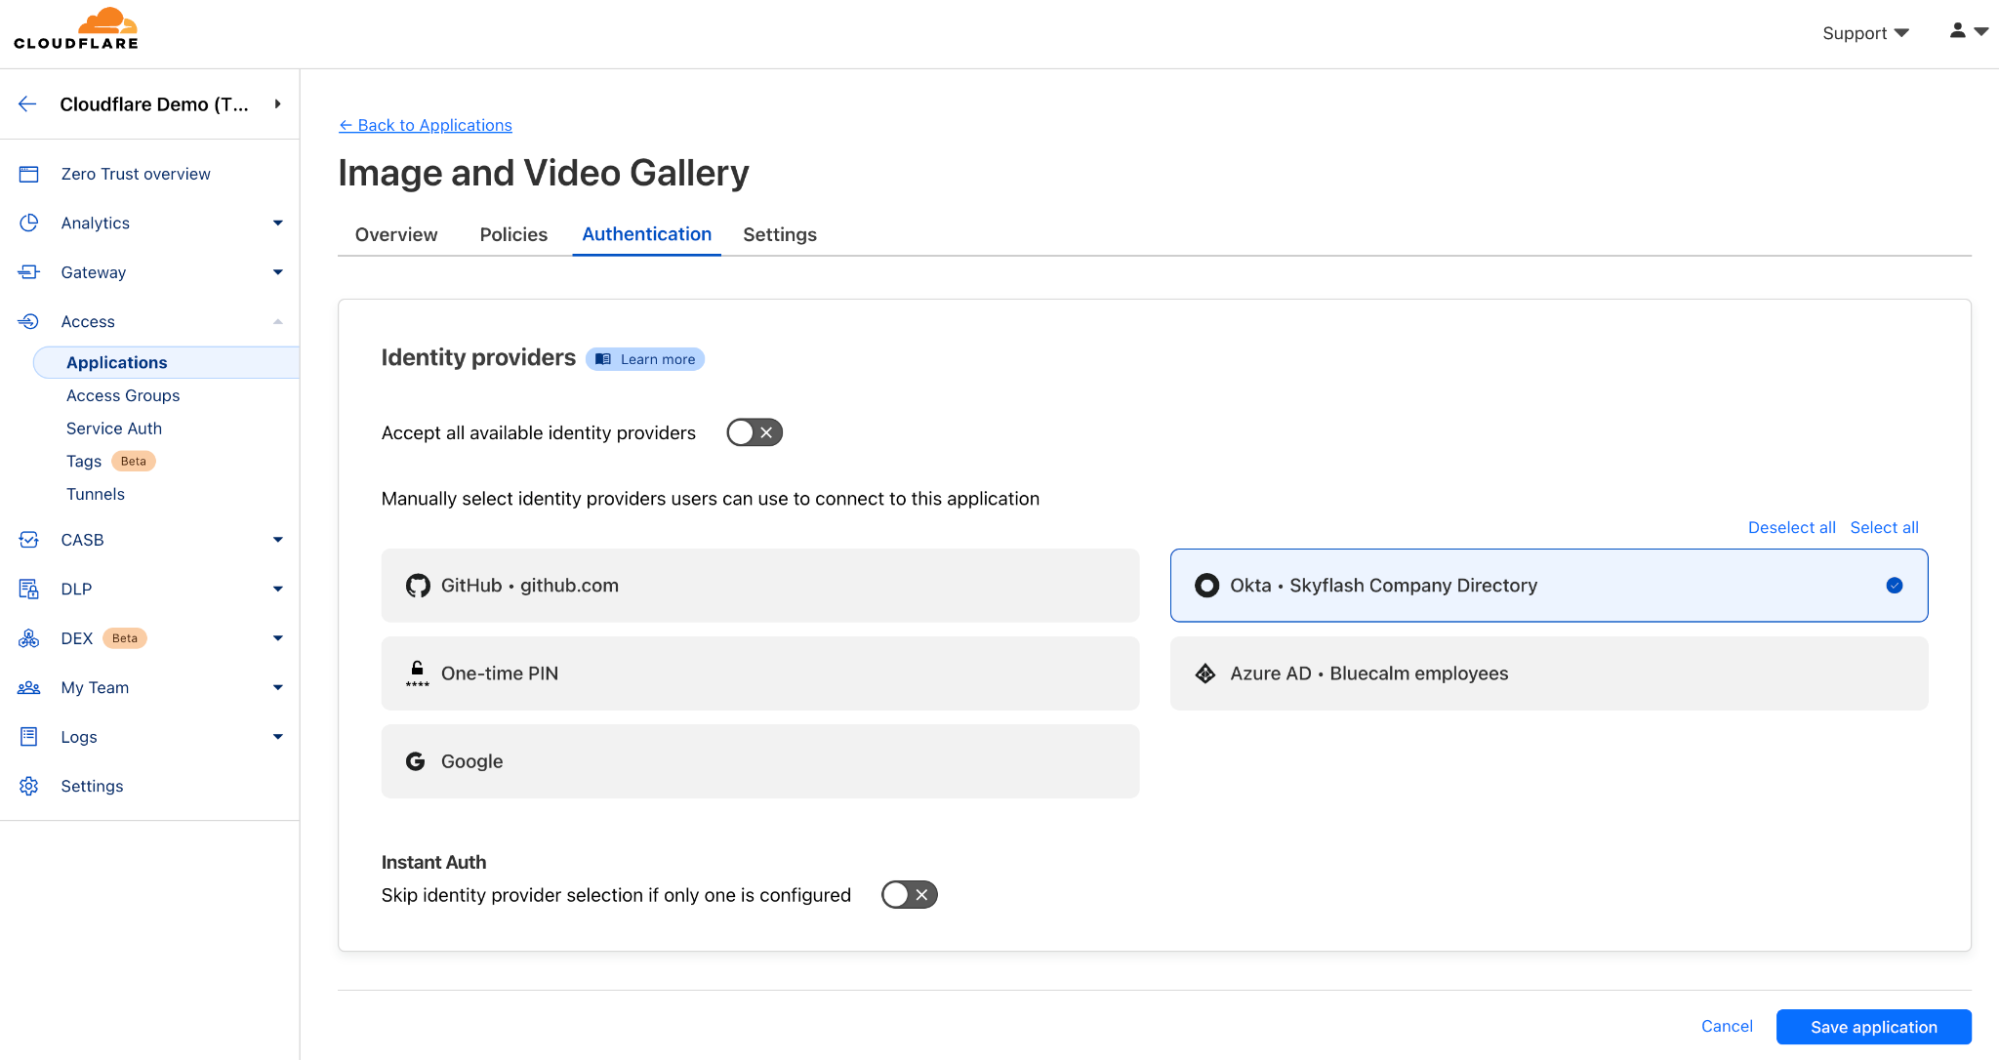 CLOUDFLARE
Support
Cloudflare Demo (T...
Zero Trust overview
Analytics
Gateway
Access
Applications
Access Groups
Service Auth
Tags Beta
Tunnels
CASB
DLP
DEX Beta
My Team
Logs
Settings
← Back to Applications
Image and Video Gallery
Overview Policies Authentication Settings
Identity providers Learn more
Accept all available identity providers
Manually select identity providers users can use to connect to this application
Deselect all Select all
GitHub • github.com
Okta • Skyflash Company Directory
One-time PIN
Azure AD • Bluecalm employees
Google
Instant Auth
Skip identity provider selection if only one is configured
Cancel Save application